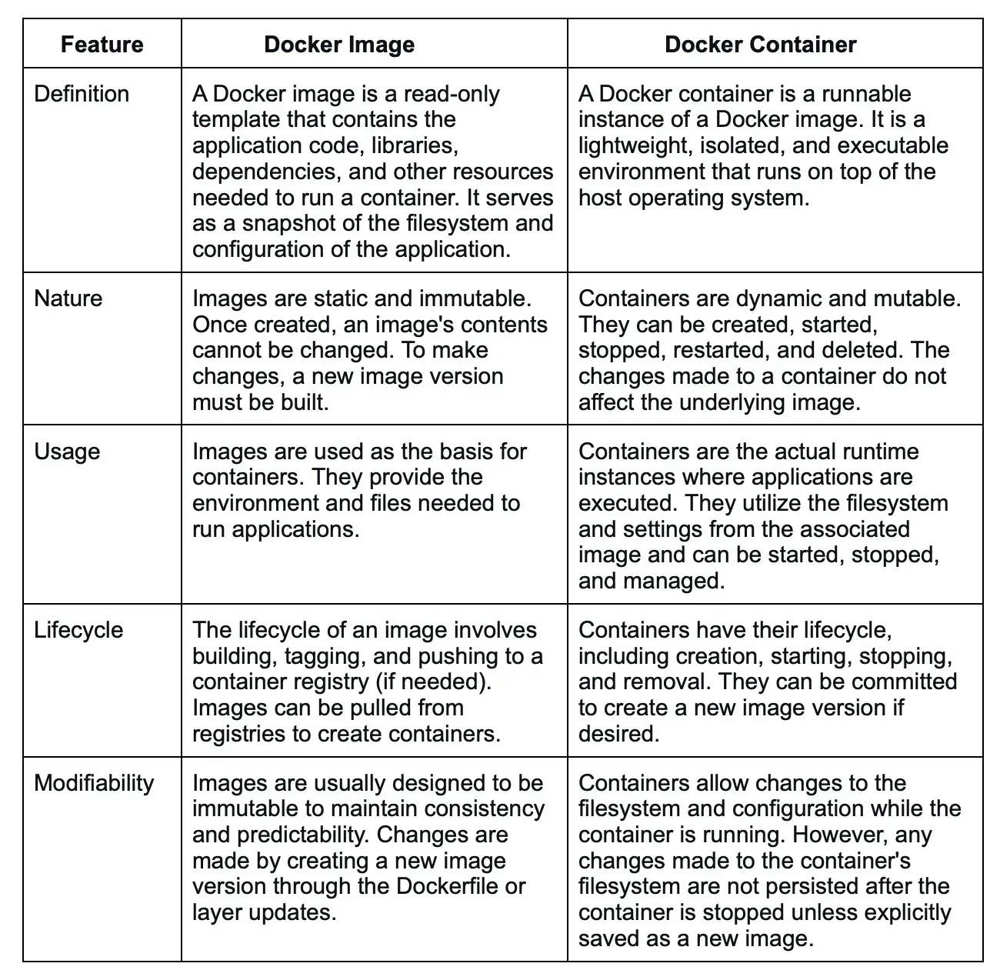 Feature
Docker Image
Docker Container
Definition
A Docker image is a read-only
template that contains the
application code, libraries,
dependencies, and other resources
needed to run a container. It serves
as a snapshot of the filesystem and
configuration of the application.
A Docker container is a runnable
instance of a Docker image. It is a
lightweight, isolated, and executable
environment that runs on top of the
host operating system.
Nature
Images are static and immutable.
Once created, an image's contents
cannot be changed. To make
changes, a new image version
must be built.
Containers are dynamic and mutable.
They can be created, started,
stopped, restarted, and deleted. The
changes made to a container do not
affect the underlying image.
Usage
Images are used as the basis for
containers. They provide the
environment and files needed to
run applications.
Containers are the actual runtime
instances where applications are
executed. They utilize the filesystem
and settings from the associated
image and can be started, stopped,
and managed.
Lifecycle
The lifecycle of an image involves
building, tagging, and pushing to a
container registry (if needed).
Images can be pulled from
registries to create containers.
Containers have their lifecycle,
including creation, starting, stopping,
and removal. They can be committed
to create a new image version if
desired.
Modifiability
Images are usually designed to be
immutable to maintain consistency
and predictability. Changes are
made by creating a new image
version through the Dockerfile or
layer updates.
Containers allow changes to the
filesystem and configuration while the
container is running. However, any
changes made to the container's
filesystem are not persisted after the
container is stopped unless explicitly
saved as a new image.